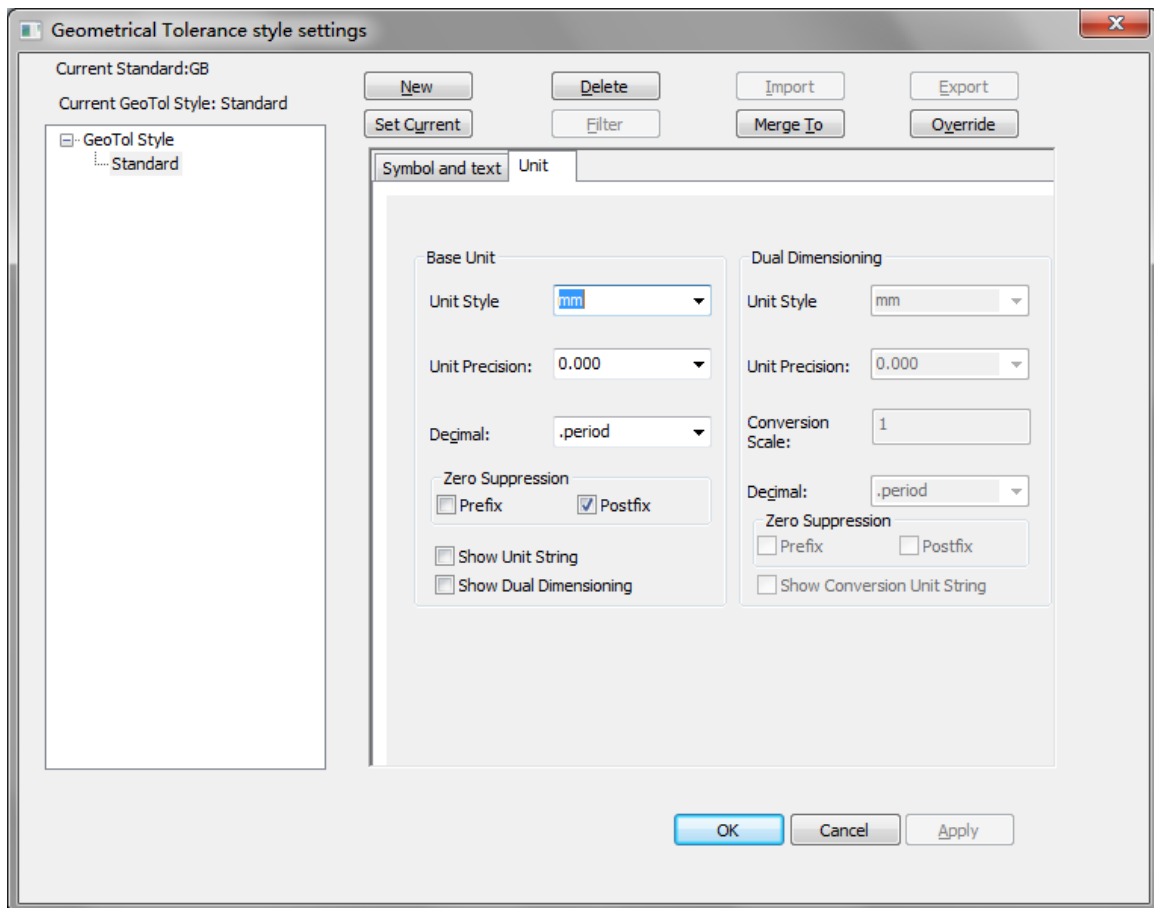 Geometrical Tolerance style settings
Current Standard:GB
Current GeoTol Style: Standard
New Delete Import Export
Set Current Filter Merge To Override
GeoTol Style
Standard
Symbol and text Unit
Base Unit
Unit Style mm
Unit Precision: 0.000
Decimal: .period
Zero Suppression
Prefix Postfix
Show Unit String
Show Dual Dimensioning
Dual Dimensioning
Unit Style mm
Unit Precision: 0.000
Conversion
Scale: 1
Decimal: .period
Zero Suppression
Prefix Postfix
Show Conversion Unit String
OK Cancel Apply